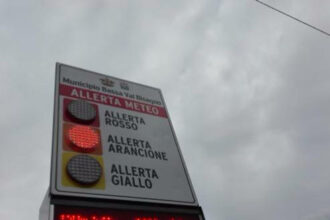 Municipio Bassa Val Bisagno
ALLERTA METEO
ALLERTA
ROSSO
ALLERTA
ARANCIONE
ALLERTA
GIALLO